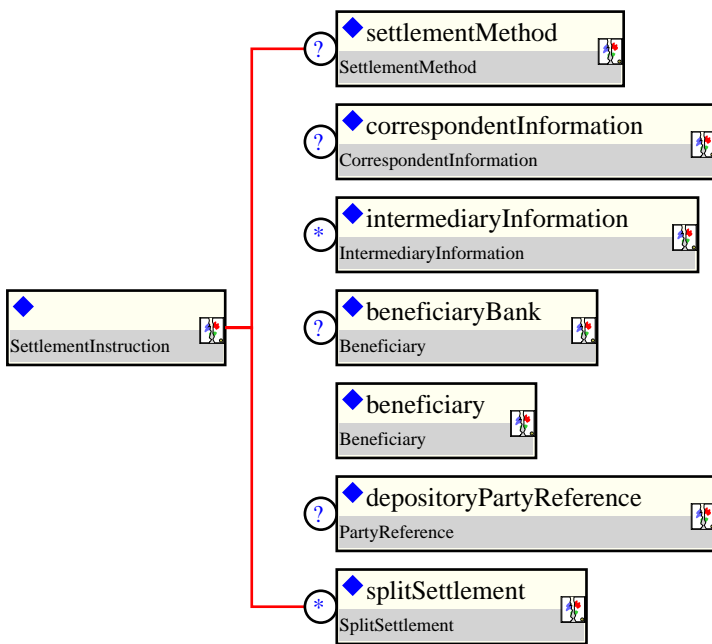 settlementMethod
SettlementMethod
?
correspondentInformation
CorrespondentInformation
?
intermediaryInformation
IntermediaryInformation
*
SettlementInstruction
beneficiaryBank
Beneficiary
?
beneficiary
Beneficiary
depositoryPartyReference
PartyReference
?
splitSettlement
SplitSettlement
*